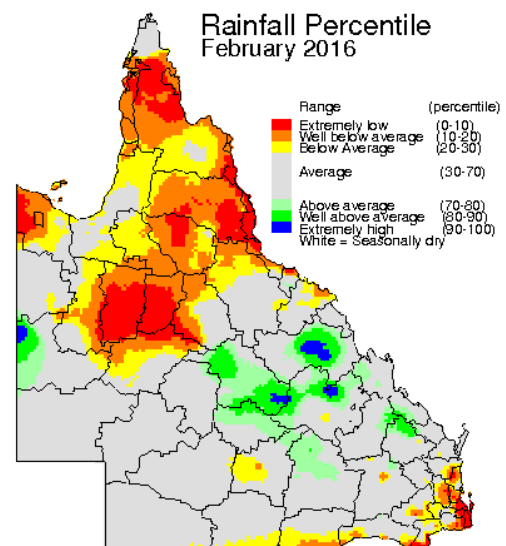 Rainfall Percentile
February 2016
Range (percentile)
Extremely low (0-10)
Well below average (10-20)
Below Average (20-30)
Average (30-70)
Above average (70-80)
Well above average (80-90)
Extremely high (90-100)
White = Seasonally dry